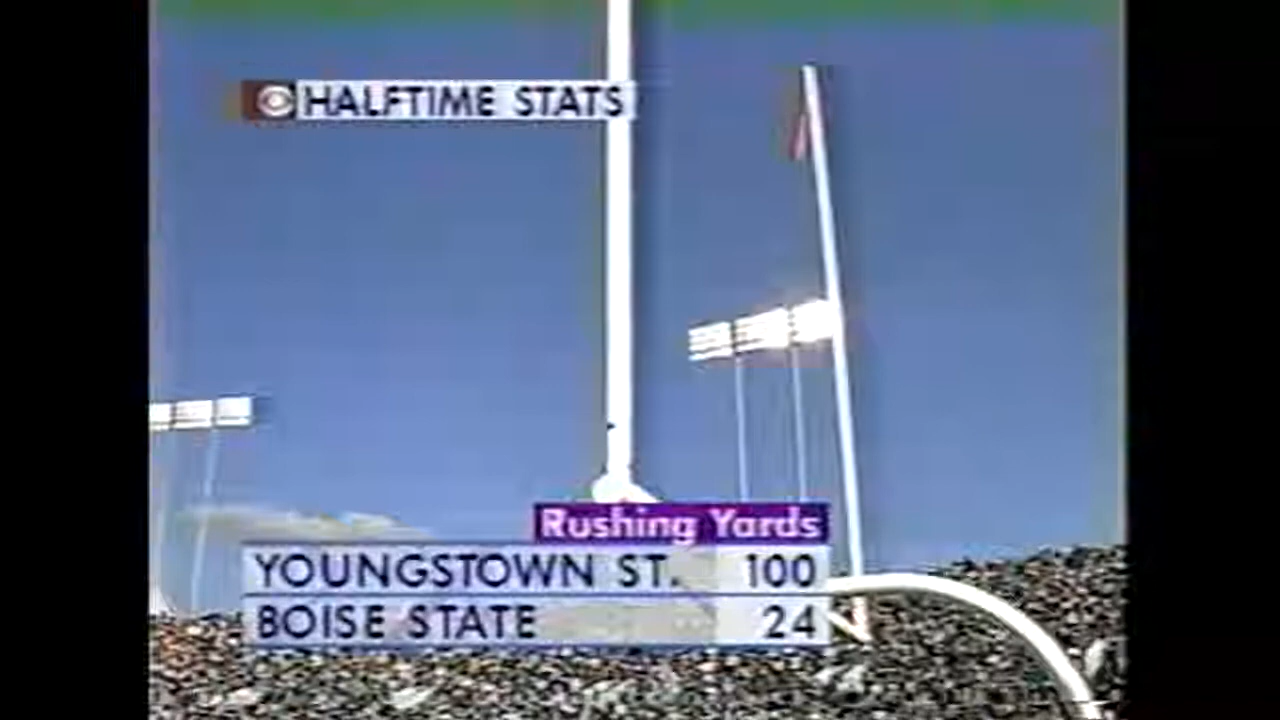 HALFTIME STATS
Rushing Yards
YOUNGSTOWN ST. 100
BOISE STATE 24